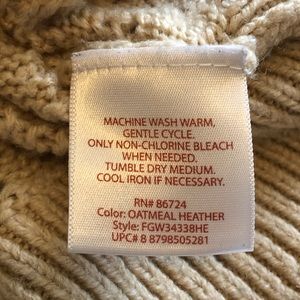 MACHINE WASH WARM,
GENTLE CYCLE.
ONLY NON-CHLORINE BLEACH
WHEN NEEDED.
TUMBLE DRY MEDIUM.
COOL IRON IF NECESSARY.
RN# 86724
Color: OATMEAL HEATHER
Style: FGW34338HE
UPC# 8 8798505281